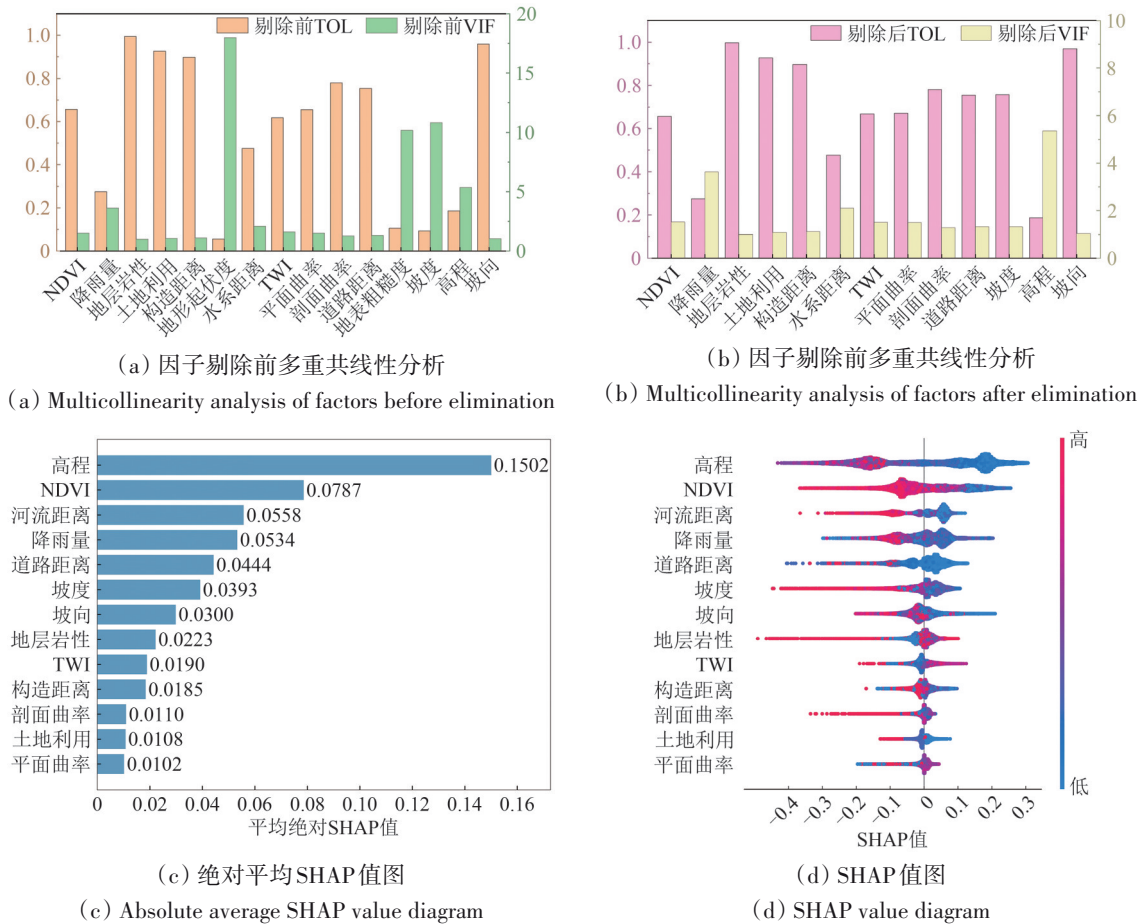 剔除前TOL 剔除前VIF
1.0
0.8
0.6
0.4
0.2
0
20
15
10
5
0
NDVI
降雨量
地层岩性
土地利用
构造距离
地形起伏度
水系距离
TWI
平面曲率
剖面曲率
道路距离
地表粗糙度
坡度
高程
坡向
(a) 因子剔除前多重共线性分析
(a) Multicollinearity analysis of factors before elimination
剔除后TOL 剔除后VIF
1.0
0.8
0.6
0.4
0.2
0
10
8
6
4
2
0
NDVI
降雨量
地层岩性
土地利用
构造距离
水系距离
TWI
平面曲率
剖面曲率
道路距离
坡度
高程
坡向
(b) 因子剔除前多重共线性分析
(b) Multicollinearity analysis of factors after elimination
高程 0.1502
NDVI 0.0787
河流距离 0.0558
降雨量 0.0534
道路距离 0.0444
坡度 0.0393
坡向 0.0300
地层岩性 0.0223
TWI 0.0190
构造距离 0.0185
剖面曲率 0.0110
土地利用 0.0108
平面曲率 0.0102
0 0.02 0.04 0.06 0.08 0.10 0.12 0.14 0.16
平均绝对SHAP值
(c) 绝对平均SHAP值图
(c) Absolute average SHAP value diagram
高
高程
NDVI
河流距离
降雨量
道路距离
坡度
坡向
地层岩性
TWI
构造距离
剖面曲率
土地利用
平面曲率
低
−0.4 −0.3 −0.2 −0.1 0 0.1 0.2 0.3
SHAP值
(d) SHAP值图
(d) SHAP value diagram